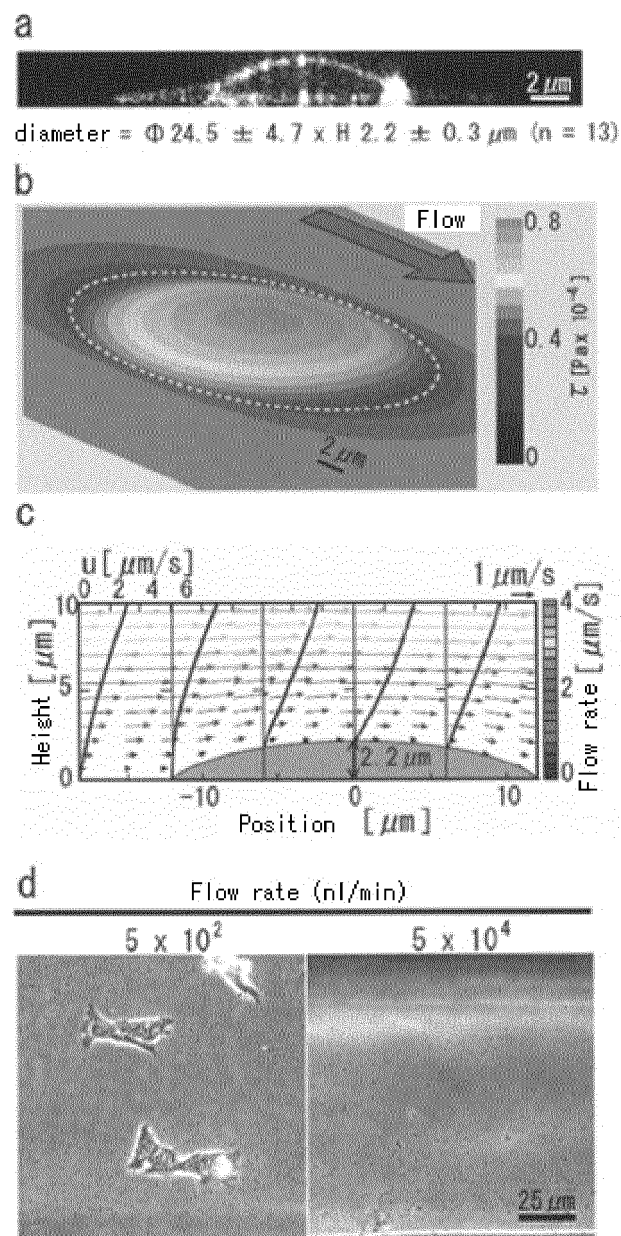 a
2 μm
diameter = Φ 24.5 ± 4.7 x H 2.2 ± 0.3 μm (n = 13)
b
Flow
0.8
0.4
0
τ [Pax 10⁻⁴]
2 μm
c
u [μm/s]
0 2 4 6
1 μm/s
10
5
0
Height [μm]
2. 2 μm
-10 0 10
Position [μm]
4
2
0
Flow rate [μm/s]
d
Flow rate (nl/min)
5 x 10²
5 x 10⁴
25 μm